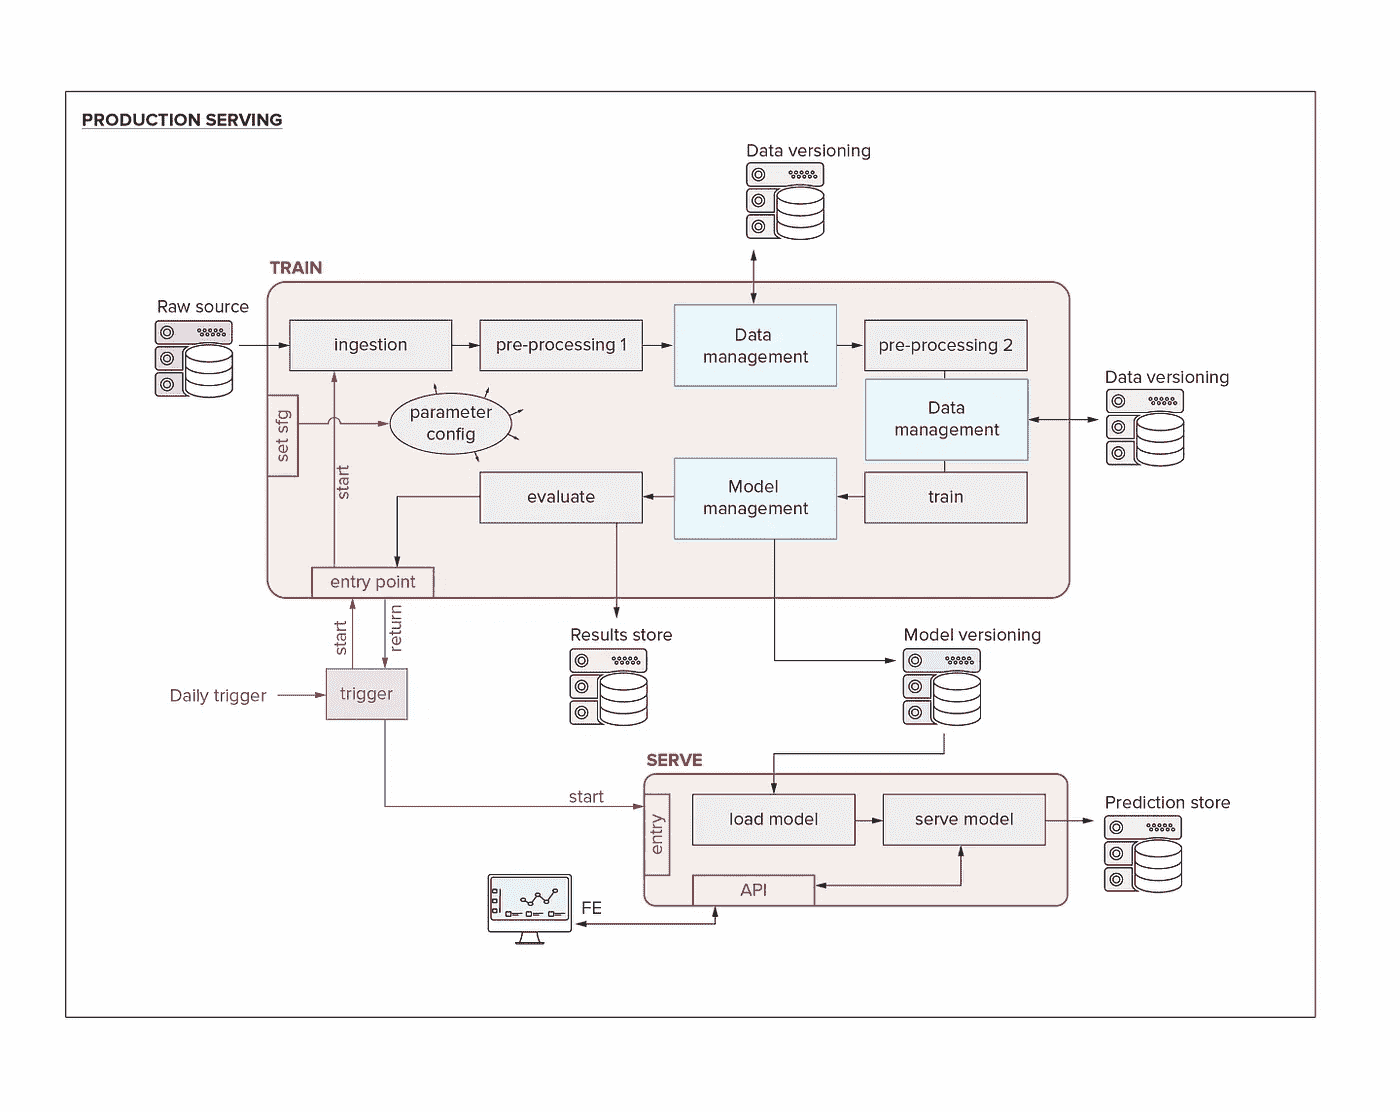 PRODUCTION SERVING
Data versioning
TRAIN
Raw source
ingestion
pre-processing 1
Data
management
pre-processing 2
set sfg
parameter
config
Data
management
Data versioning
start
evaluate
Model
management
train
entry point
start
return
Results store
Model versioning
Daily trigger
trigger
SERVE
start
entry
load model
serve model
Prediction store
API
FE